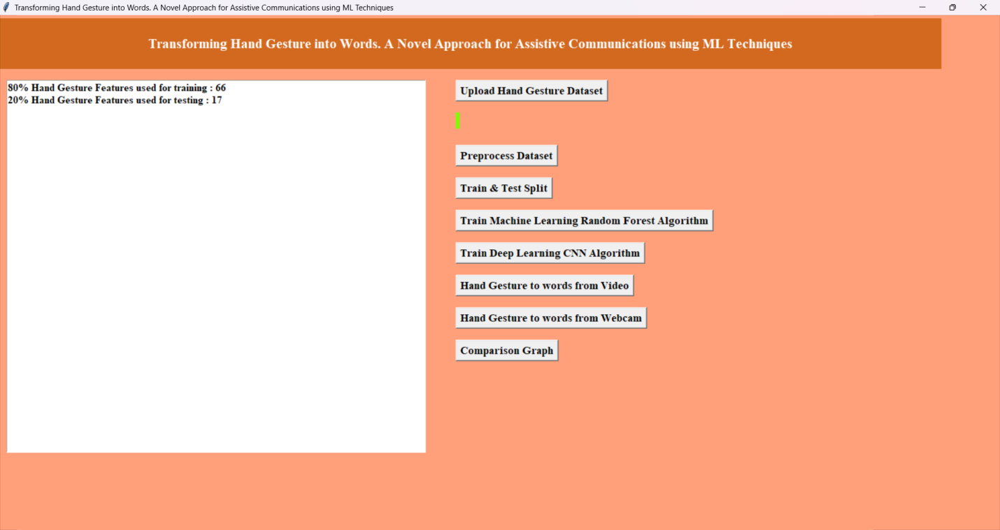 Transforming Hand Gesture into Words. A Novel Approach for Assistive Communications using ML Techniques
Transforming Hand Gesture into Words. A Novel Approach for Assistive Communications using ML Techniques
80% Hand Gesture Features used for training : 66
20% Hand Gesture Features used for testing : 17
Upload Hand Gesture Dataset
Preprocess Dataset
Train & Test Split
Train Machine Learning Random Forest Algorithm
Train Deep Learning CNN Algorithm
Hand Gesture to words from Video
Hand Gesture to words from Webcam
Comparison Graph